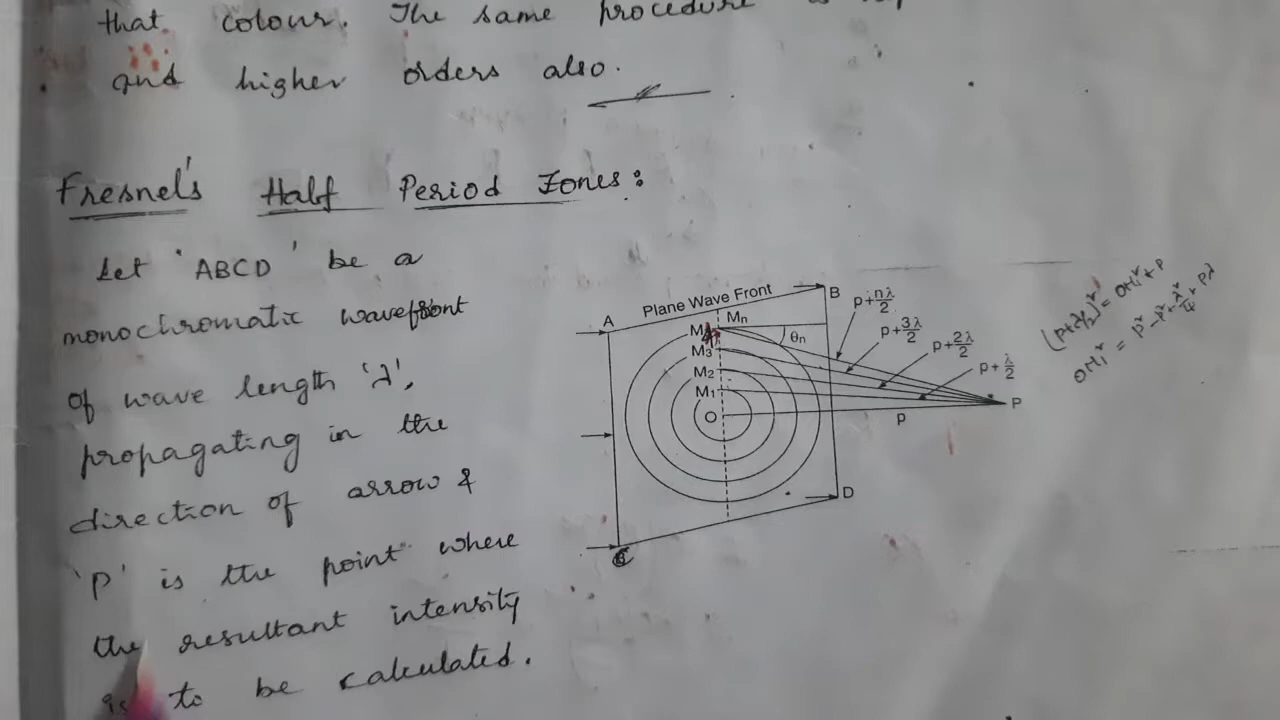 that colour. The same procedure is
and higher orders also.
Fresnel's Half Period Zones:
Let 'ABCD' be a
monochromatic wavefront
of wave length 'λ',
propagating in the
direction of arrow &
'P' is the point where
the resultant intensity
is to be calculated.
Plane Wave Front
A
B
Mn
M3
M2
M1
O
θn
p+nλ/2
p+3λ/2
p+2λ/2
p+λ/2
P
p
D
C